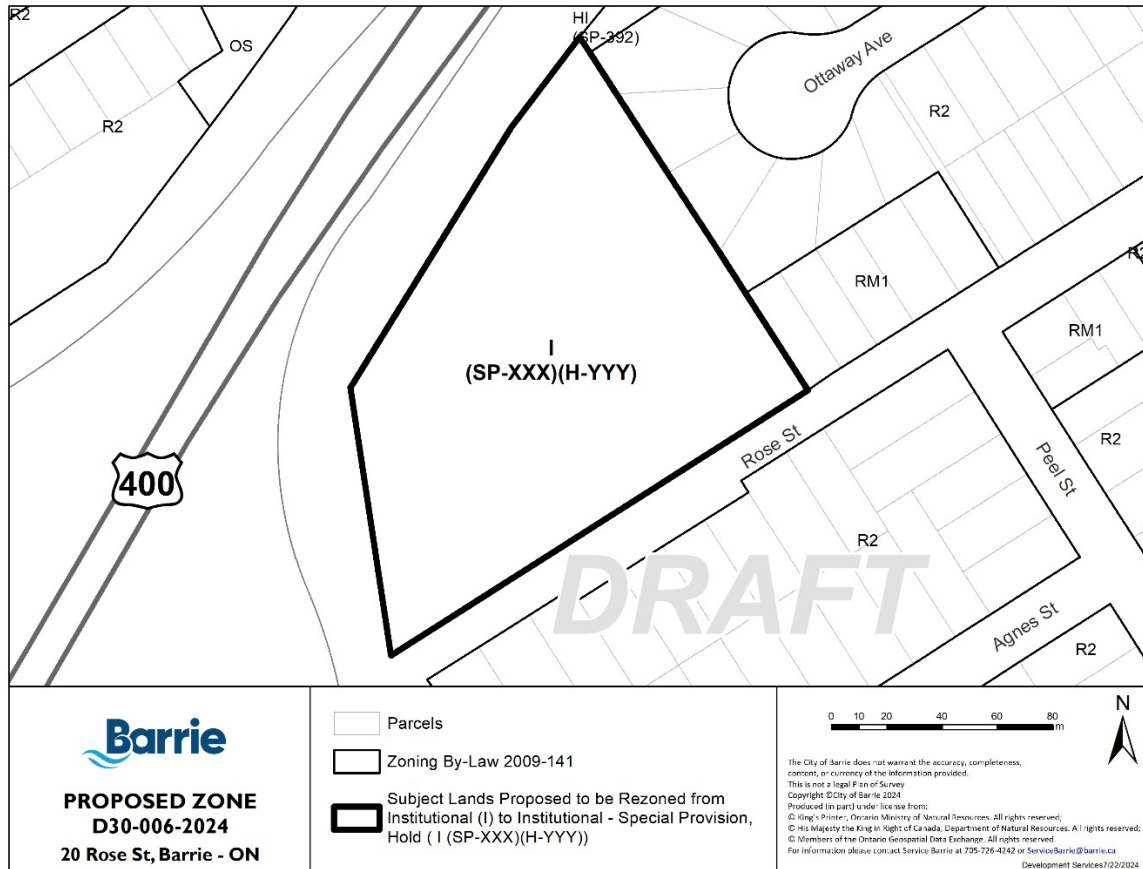 R2
HI
(SP-392)
OS
R2
Ottaway Ave
R2
RM1
R2
RM1
I
(SP-XXX)(H-YYY)
Rose St
Peel St
R2
400
R2
DRAFT
Agnes St
R2
Barrie
PROPOSED ZONE
D30-006-2024
20 Rose St, Barrie - ON
Parcels
Zoning By-Law 2009-141
Subject Lands Proposed to be Rezoned from
Institutional (I) to Institutional - Special Provision,
Hold ( I (SP-XXX)(H-YYY))
0 10 20 40 60 80
m
N
The City of Barrie does not warrant the accuracy, completeness,
content, or currency of the information provided.
This is not a legal Plan of Survey
Copyright ©City of Barrie 2024
Produced (in part) under license from:
© King's Printer, Ontario Ministry of Natural Resources. All rights reserved;
© His Majesty the King in Right of Canada, Department of Natural Resources. All rights reserved;
© Members of the Ontario Geospatial Data Exchange. All rights reserved.
For information please contact Service Barrie at 705-726-4242 or ServiceBarrie@barrie.ca
Development Services7/22/2024